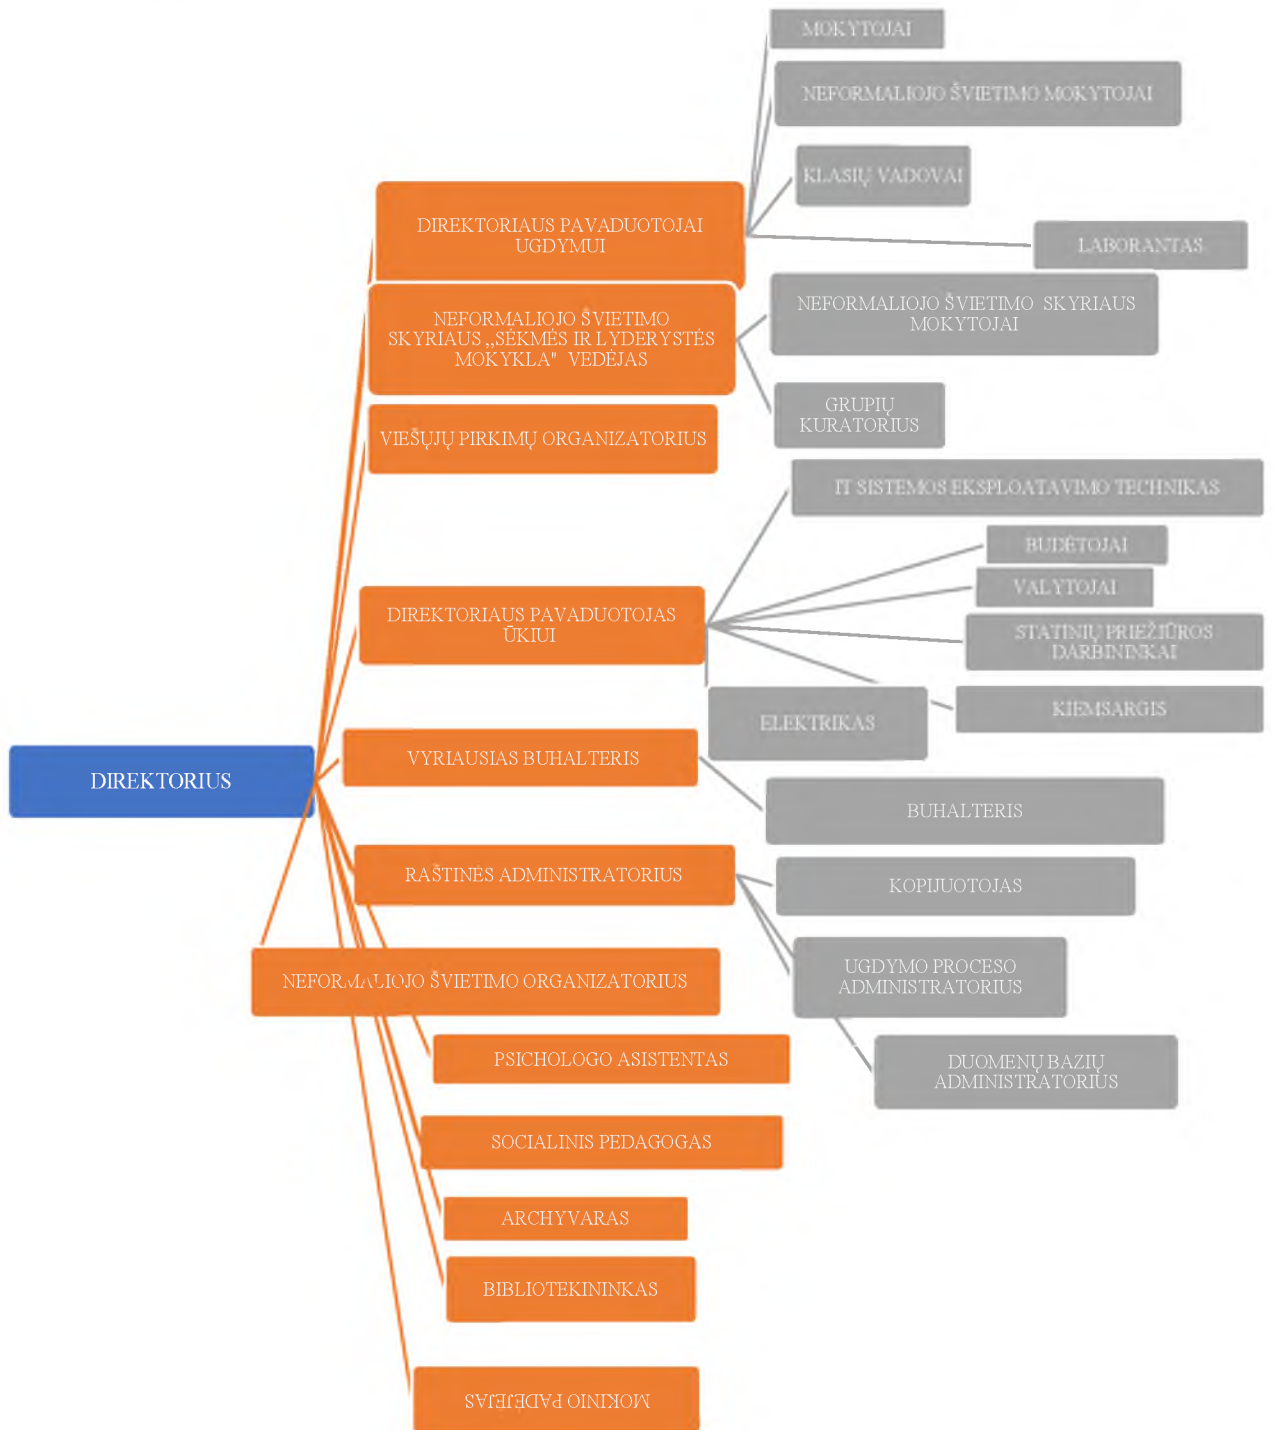 MOKYTOJAI
NEFORMALIOJO ŠVIETIMO MOKYTOJAI
KLASIŲ VADOVAI
DIREKTORIAUS PAVADUOTOJAI
UGDYMUI
LABORANTAS
NEFORMALIOJO ŠVIETIMO SKYRIAUS
MOKYTOJAI
NEFORMALIOJO ŠVIETIMO
SKYRIAUS ,,SĖKMĖS IR LYDERYSTĖS
MOKYKLA" VEDĖJAS
GRUPIŲ
KURATORIUS
VIEŠŲJŲ PIRKIMŲ ORGANIZATORIUS
IT SISTEMOS EKSPLOATAVIMO TECHNIKAS
BUDĖTOJAI
VALYTOJAI
DIREKTORIAUS PAVADUOTOJAS
ŪKIUI
STATINIŲ PRIEŽIŪROS
DARBININKAI
KIEMSARGIS
ELEKTRIKAS
VYRIAUSIAS BUHALTERIS
DIREKTORIUS
BUHALTERIS
RAŠTINĖS ADMINISTRATORIUS
KOPIJUOTOJAS
NEFORMALIOJO ŠVIETIMO ORGANIZATORIUS
UGDYMO PROCESO
ADMINISTRATORIUS
PSICHOLOGO ASISTENTAS
DUOMENŲ BAZIŲ
ADMINISTRATORIUS
SOCIALINIS PEDAGOGAS
ARCHYVARAS
BIBLIOTEKININKAS
MOKINIO PADĖJĖJAS